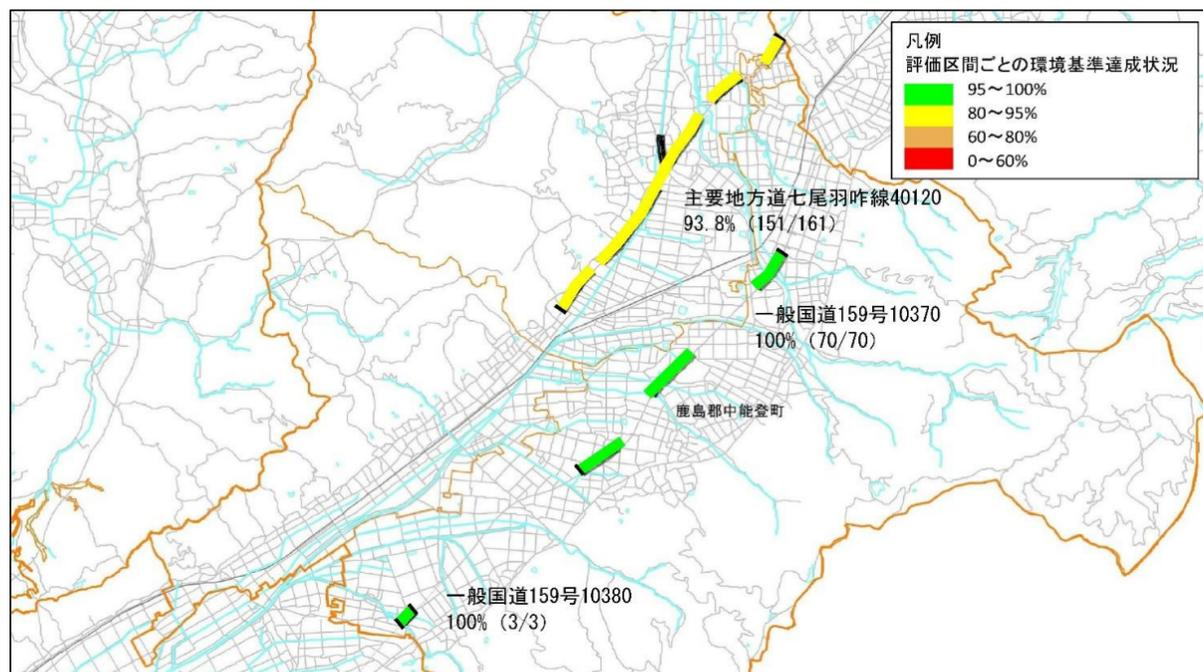 凡例
評価区間ごとの環境基準達成状況
95～100%
80～95%
60～80%
0～60%
主要地方道七尾羽咋線40120
93.8% (151/161)
一般国道159号10370
100% (70/70)
鹿島郡中能登町
一般国道159号10380
100% (3/3)